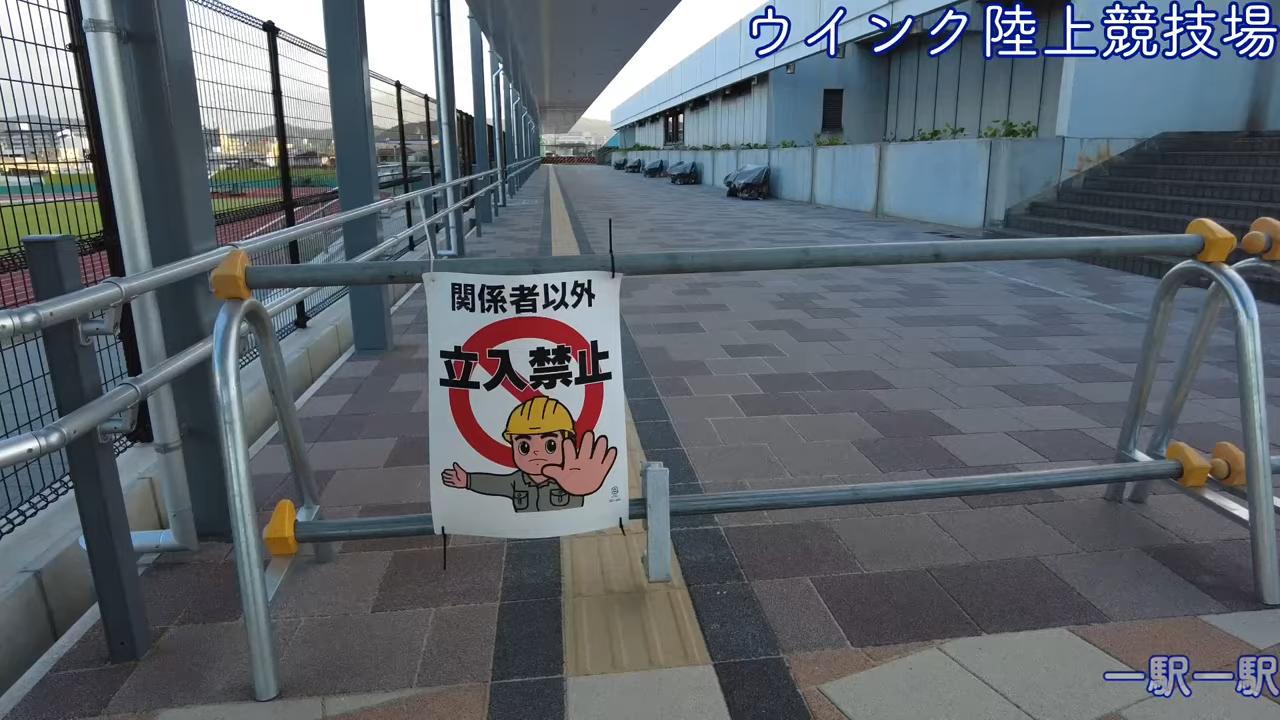 ウインク陸上競技場
関係者以外
立入禁止
一駅一駅